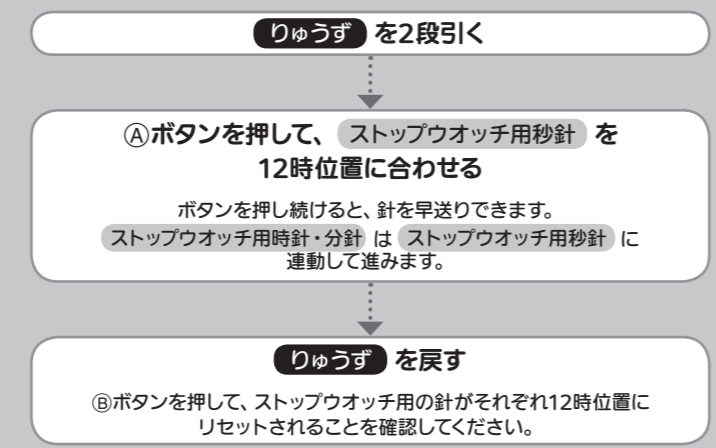 りゅうず を2段引く
Ⓐボタンを押して、 ストップウオッチ用秒針 を
12時位置に合わせる
ボタンを押し続けると、針を早送りできます。
ストップウオッチ用時針・分針 は ストップウオッチ用秒針 に
連動して進みます。
りゅうず を戻す
Ⓑボタンを押して、ストップウオッチ用の針がそれぞれ12時位置に
リセットされることを確認してください。